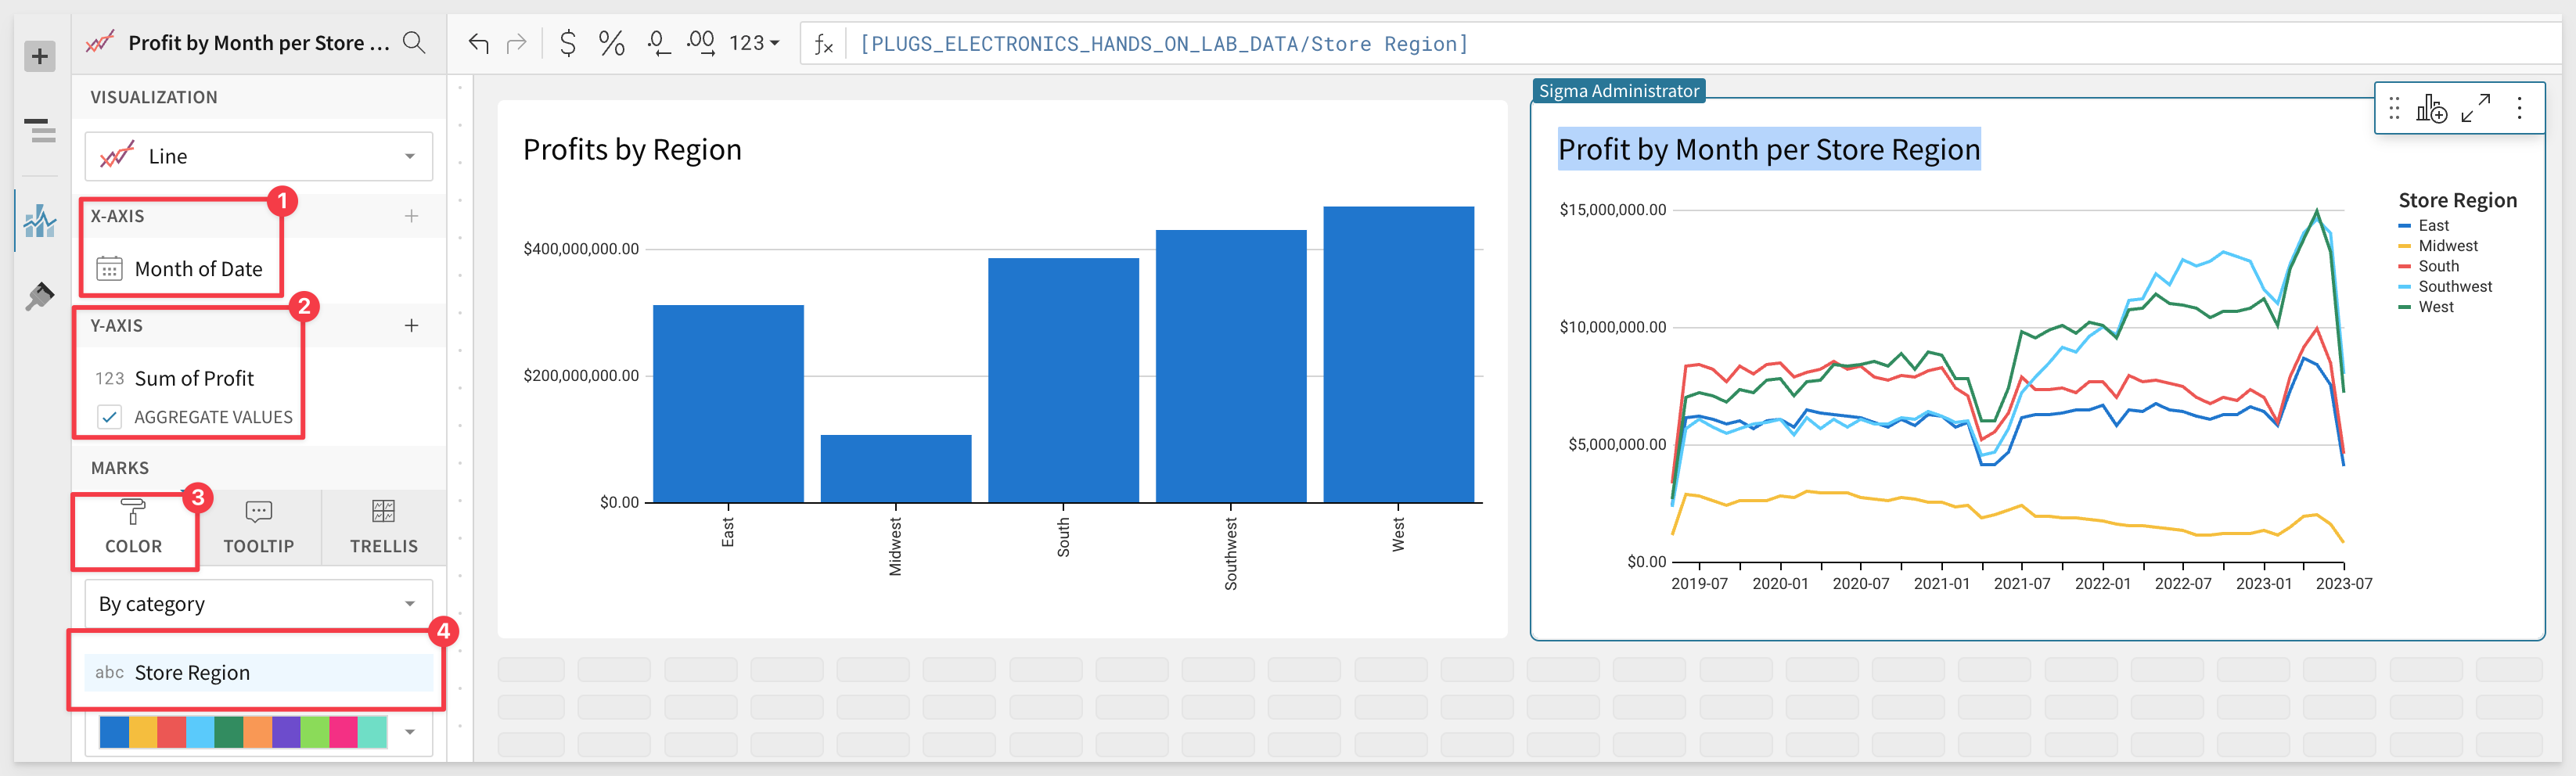 Profit by Month per Store ...
$ % .0 .00 123
fx [PLUGS_ELECTRONICS_HANDS_ON_LAB_DATA/Store Region]
VISUALIZATION
Line
1
X-AXIS
Month of Date
2
Y-AXIS
123 Sum of Profit
AGGREGATE VALUES
MARKS
3
COLOR TOOLTIP TRELLIS
By category
4
abc Store Region
Profits by Region
$400,000,000.00
$200,000,000.00
$0.00
East
Midwest
South
Southwest
West
Sigma Administrator
Profit by Month per Store Region
$15,000,000.00
$10,000,000.00
$5,000,000.00
$0.00
2019-07 2020-01 2020-07 2021-01 2021-07 2022-01 2022-07 2023-01 2023-07
Store Region
East
Midwest
South
Southwest
West